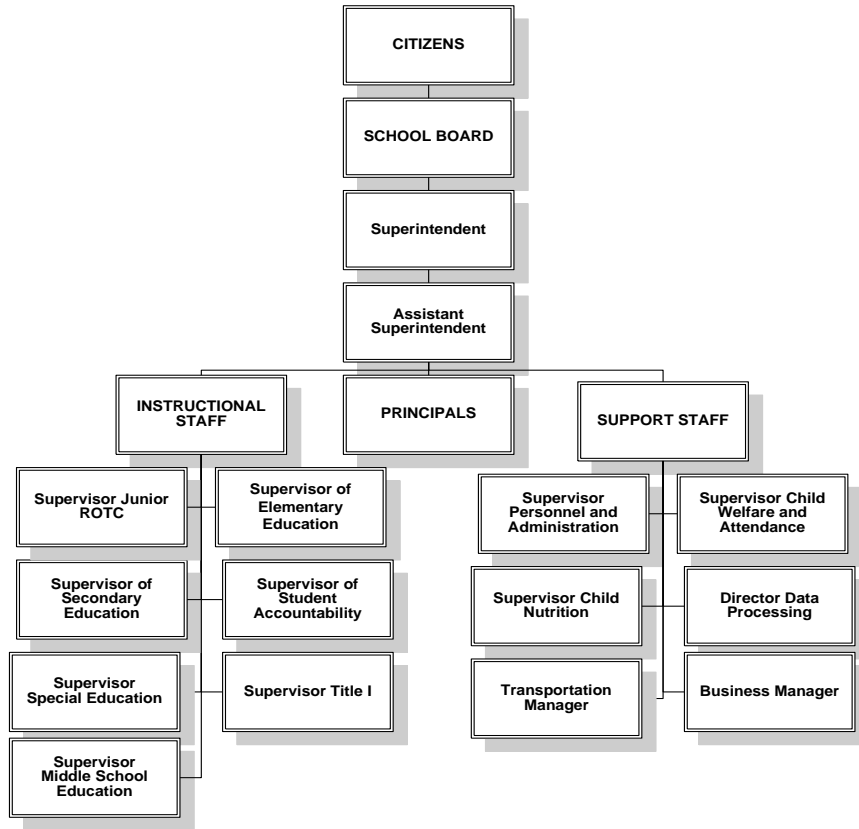 CITIZENS
SCHOOL BOARD
Superintendent
Assistant
Superintendent
INSTRUCTIONAL
STAFF
PRINCIPALS
SUPPORT STAFF
Supervisor Junior
ROTC
Supervisor of
Elementary
Education
Supervisor
Personnel and
Administration
Supervisor Child
Welfare and
Attendance
Supervisor of
Secondary
Education
Supervisor of
Student
Accountability
Supervisor Child
Nutrition
Director Data
Processing
Supervisor
Special Education
Supervisor Title I
Transportation
Manager
Business Manager
Supervisor
Middle School
Education